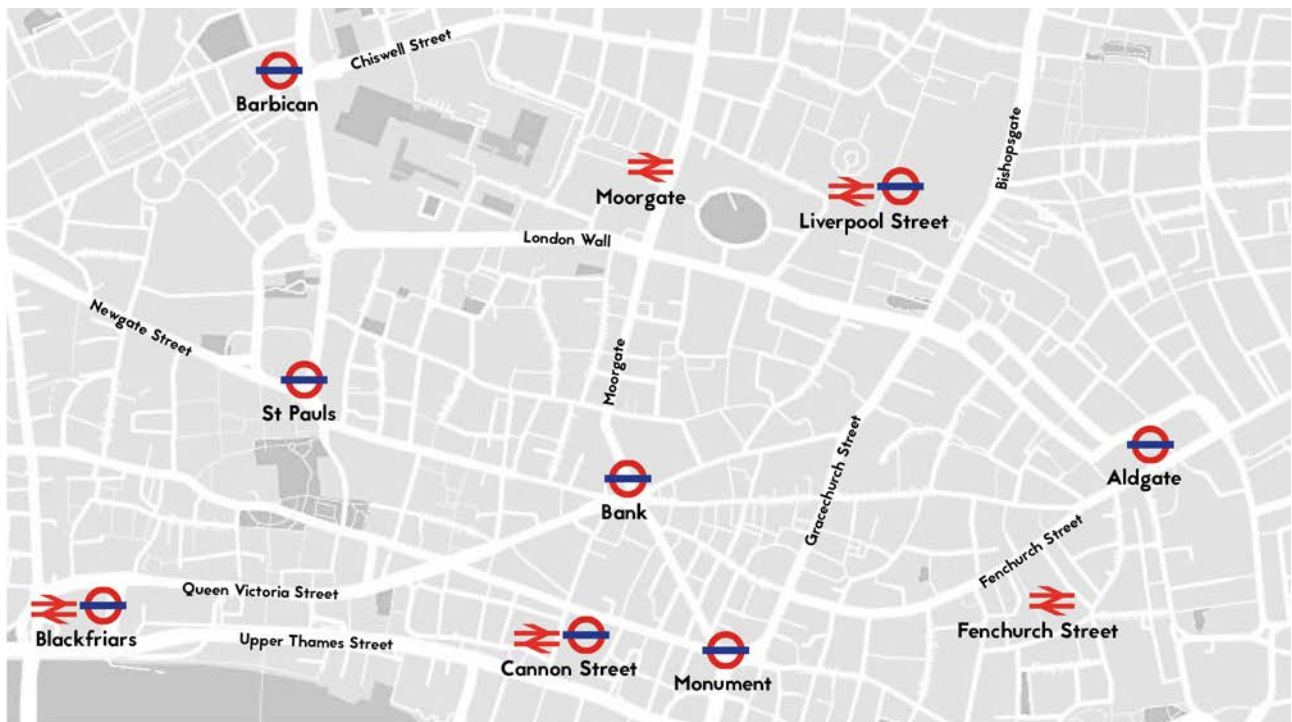 Chiswell Street
Barbican
Bishopsgate
Moorgate
Liverpool Street
London Wall
Newgate Street
Moorgate
St Pauls
Gracechurch Street
Aldgate
Bank
Fenchurch Street
Queen Victoria Street
Blackfriars
Upper Thames Street
Fenchurch Street
Cannon Street
Monument